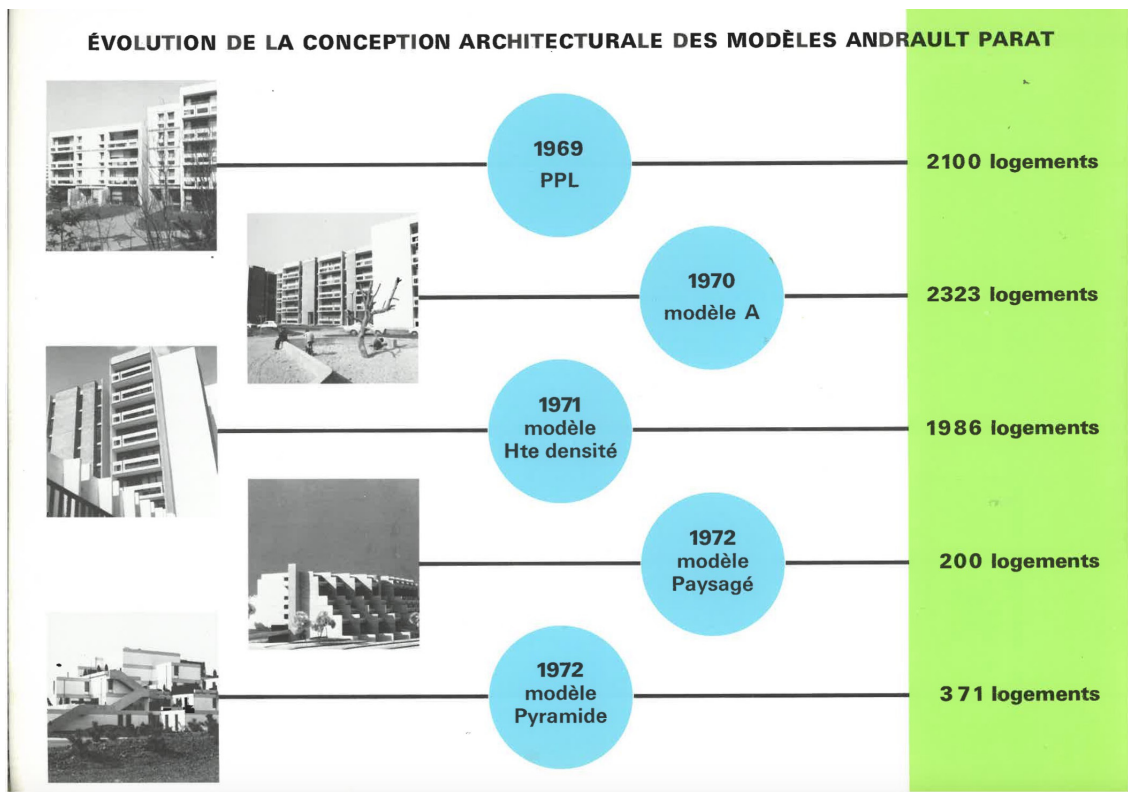 ÉVOLUTION DE LA CONCEPTION ARCHITECTURALE DES MODÈLES ANDRAULT PARAT
1969
PPL
2100 logements
1970
modèle A
2323 logements
1971
modèle
Hte densité
1986 logements
1972
modèle
Paysagé
200 logements
1972
modèle
Pyramide
371 logements